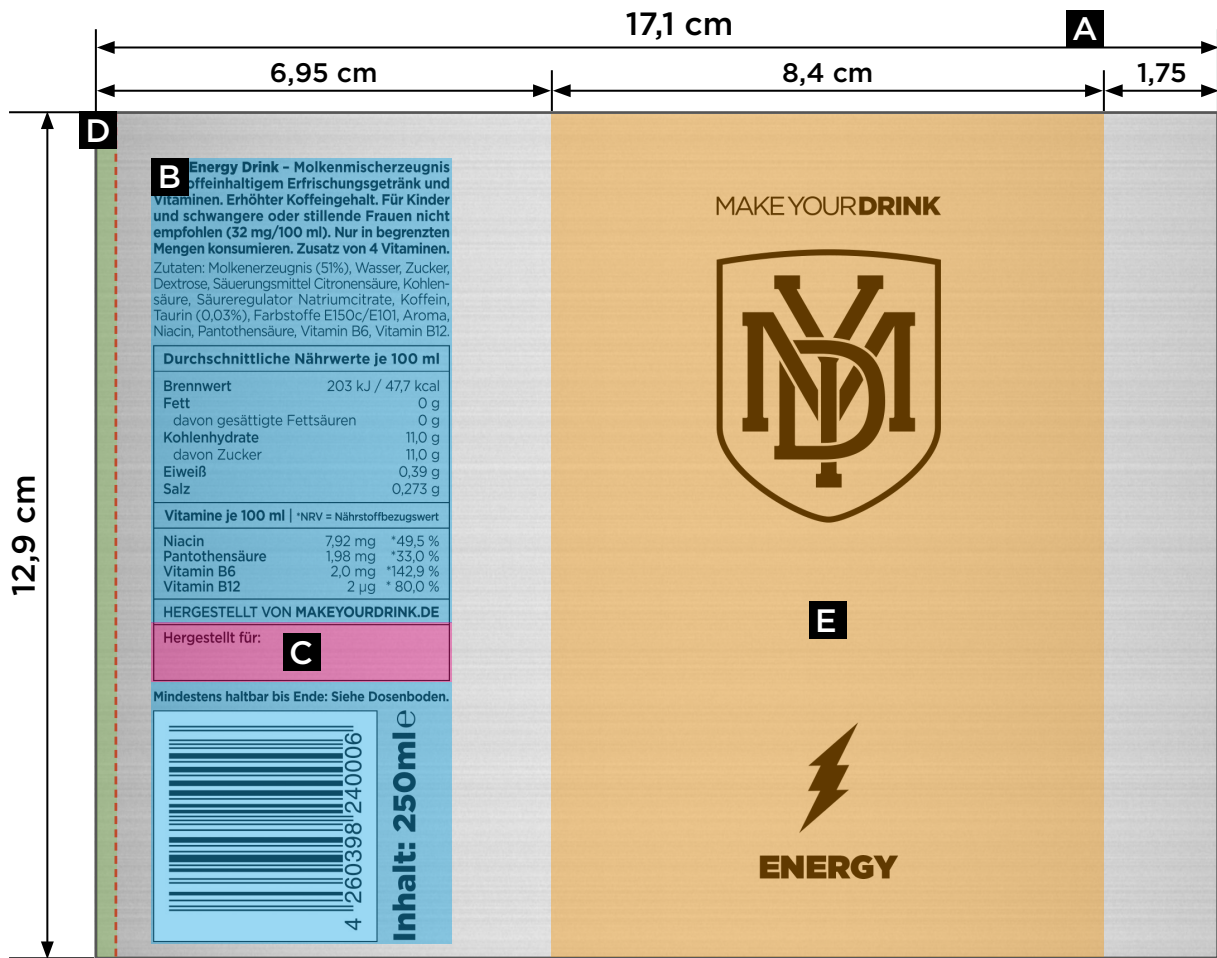 17,1 cm
A
6,95 cm
8,4 cm
1,75
12,9 cm
D
B
Energy Drink – Molkenmischerzeugnis
offeinhaltigem Erfrischungsgetränk und
Vitaminen. Erhöhter Koffeingehalt. Für Kinder
und schwangere oder stillende Frauen nicht
empfohlen (32 mg/100 ml). Nur in begrenzten
Mengen konsumieren. Zusatz von 4 Vitaminen.
Zutaten: Molkenerzeugnis (51%), Wasser, Zucker,
Dextrose, Säuerungsmittel Citronensäure, Kohlen-
säure, Säureregulator Natriumcitrate, Koffein,
Taurin (0,03%), Farbstoffe E150c/E101, Aroma,
Niacin, Pantothensäure, Vitamin B6, Vitamin B12.
Durchschnittliche Nährwerte je 100 ml
Brennwert 203 kJ / 47,7 kcal
Fett 0 g
davon gesättigte Fettsäuren 0 g
Kohlenhydrate 11,0 g
davon Zucker 11,0 g
Eiweiß 0,39 g
Salz 0,273 g
Vitamine je 100 ml | *NRV = Nährstoffbezugswert
Niacin 7,92 mg *49,5 %
Pantothensäure 1,98 mg *33,0 %
Vitamin B6 2,0 mg *142,9 %
Vitamin B12 2 µg * 80,0 %
HERGESTELLT VON MAKEYOURDRINK.DE
Hergestellt für:
C
Mindestens haltbar bis Ende: Siehe Dosenboden.
4 260398 240006
Inhalt: 250ml ℮
MAKEYOURDRINK
MYD
E
ENERGY